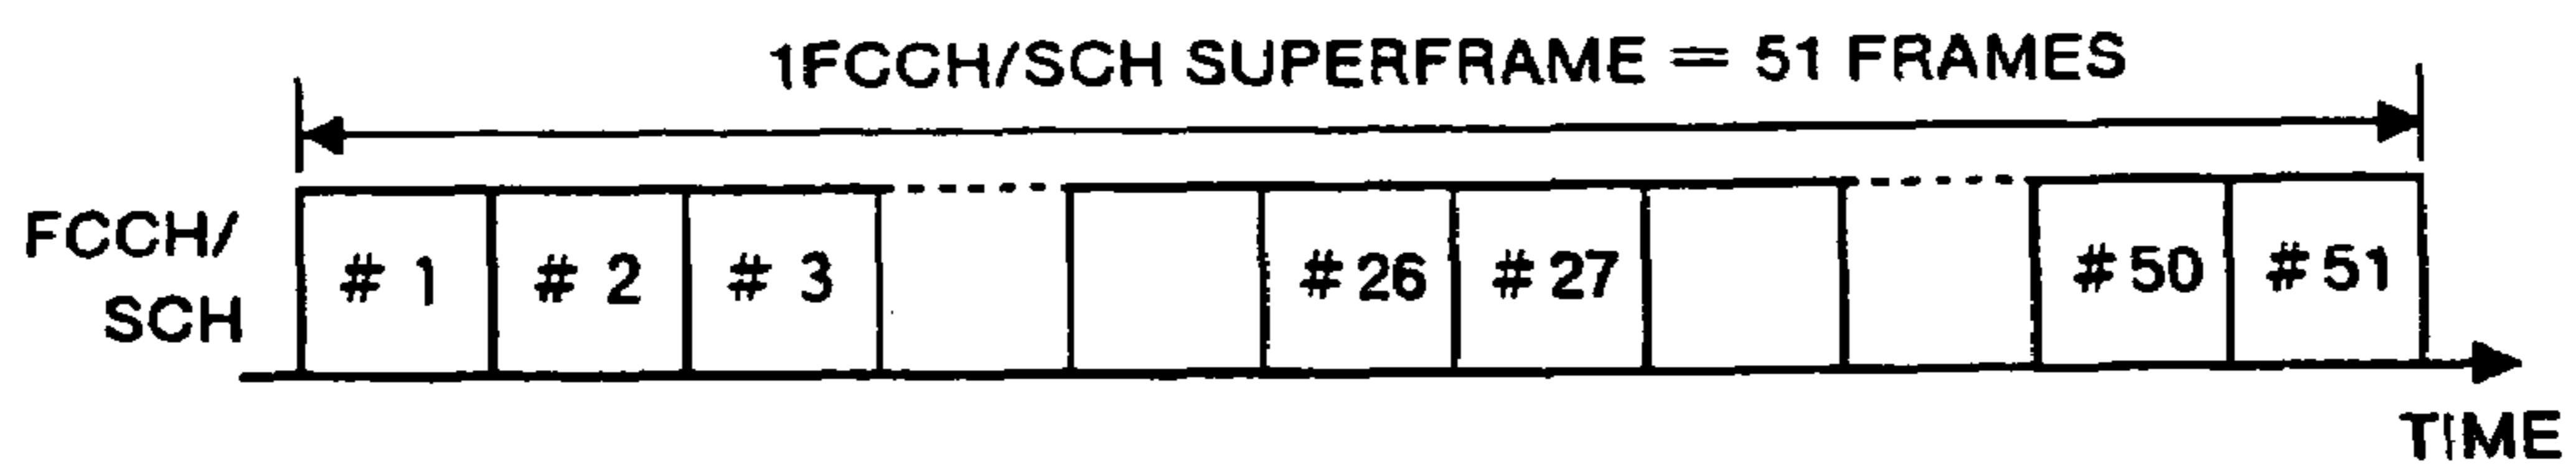 1FCCH/SCH SUPERFRAME = 51 FRAMES
FCCH/
SCH
# 1 # 2 # 3 # 26 # 27 # 50 # 51
TIME